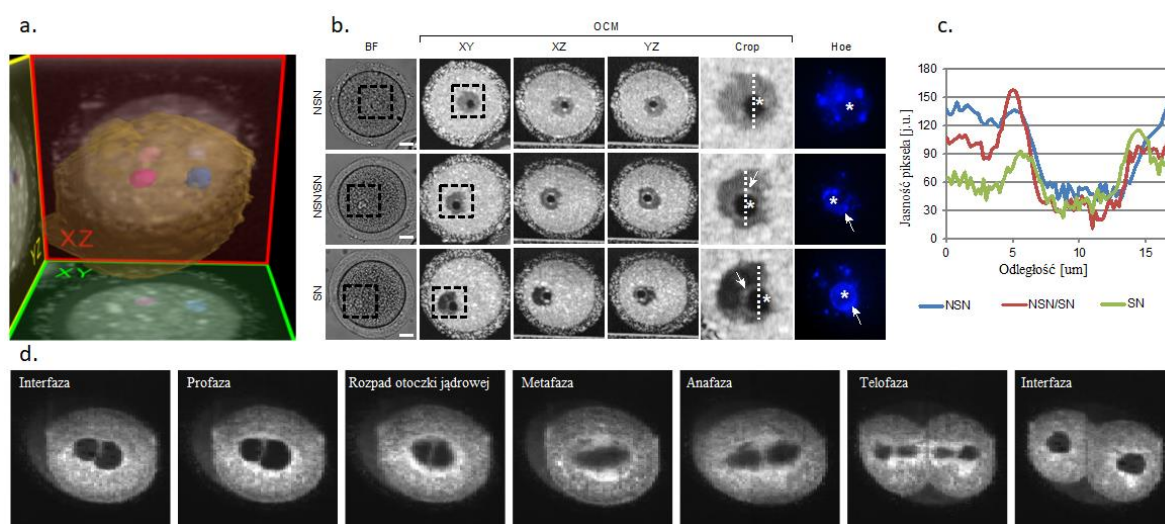 a.
XZ
XY
YZ
b.
OCM
BF
XY
XZ
YZ
Crop
Hoe
NSN
*
*
NSN/SN
*
*
SN
*
*
c.
Jasność piksela [j.u.]
180
150
120
90
60
30
0
0
5
10
15
Odległość [um]
NSN
NSN/SN
SN
d.
Interfaza
Profaza
Rozpad otoczki jądrowej
Metafaza
Anafaza
Telofaza
Interfaza